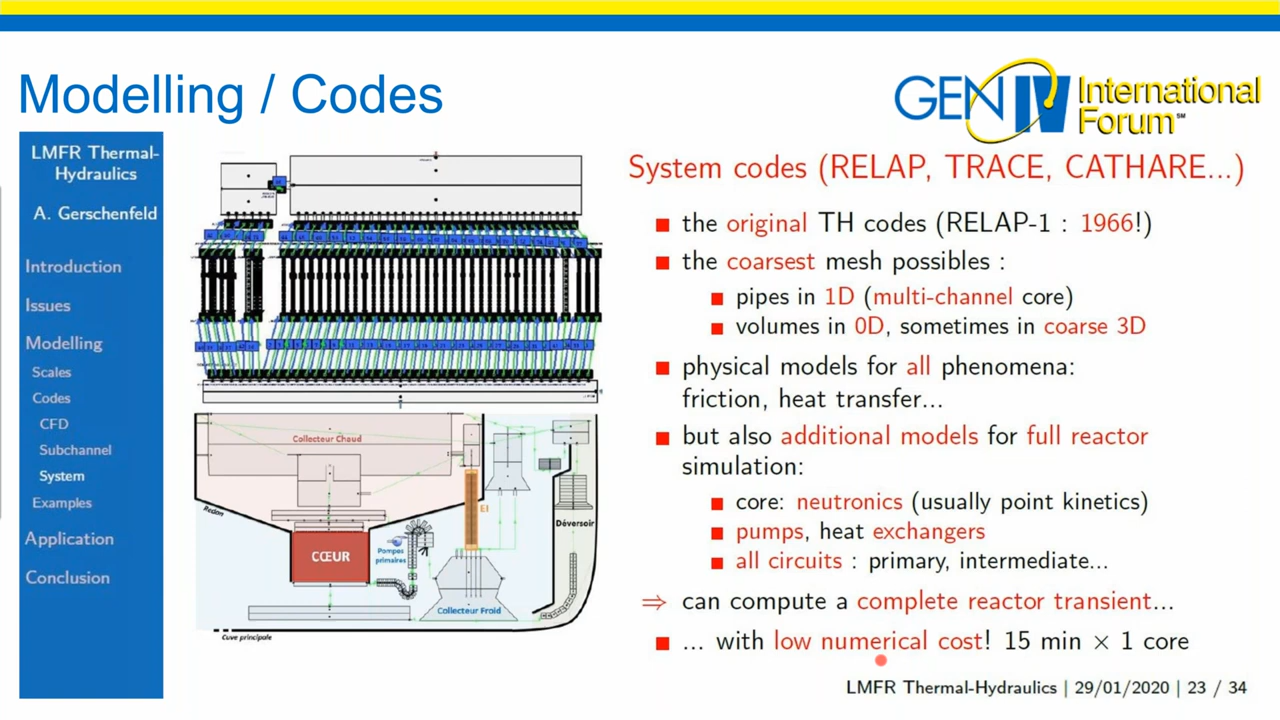 Modelling / Codes
GEN IV International Forum SM
LMFR Thermal-
Hydraulics
A. Gerschenfeld
Introduction
Issues
Modelling
Scales
Codes
CFD
Subchannel
System
Examples
Application
Conclusion
Collecteur Chaud
Redan
CŒUR
Pompes
primaires
EI
Déversoir
Collecteur Froid
Cuve principale
System codes (RELAP, TRACE, CATHARE...)
the original TH codes (RELAP-1 : 1966!)
the coarsest mesh possibles :
pipes in 1D (multi-channel core)
volumes in 0D, sometimes in coarse 3D
physical models for all phenomena:
friction, heat transfer...
but also additional models for full reactor
simulation:
core: neutronics (usually point kinetics)
pumps, heat exchangers
all circuits : primary, intermediate...
⇒ can compute a complete reactor transient...
... with low numerical cost! 15 min × 1 core
LMFR Thermal-Hydraulics | 29/01/2020 | 23 / 34